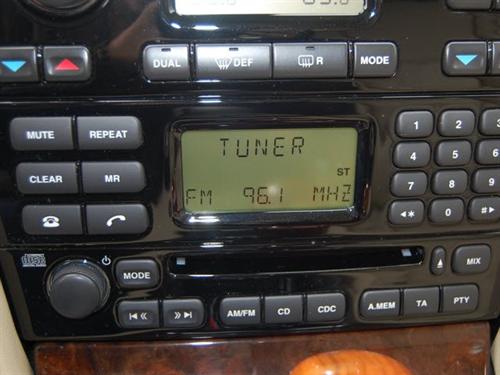 DUAL /DEF R MODE
MUTE REPEAT
TUNER
1 2 3
ST
4 5 6
CLEAR MR
FM 96.1 MHZ
7 8 9
* 0 #
MODE
MIX
AM/FM CD CDC A.MEM TA PTY